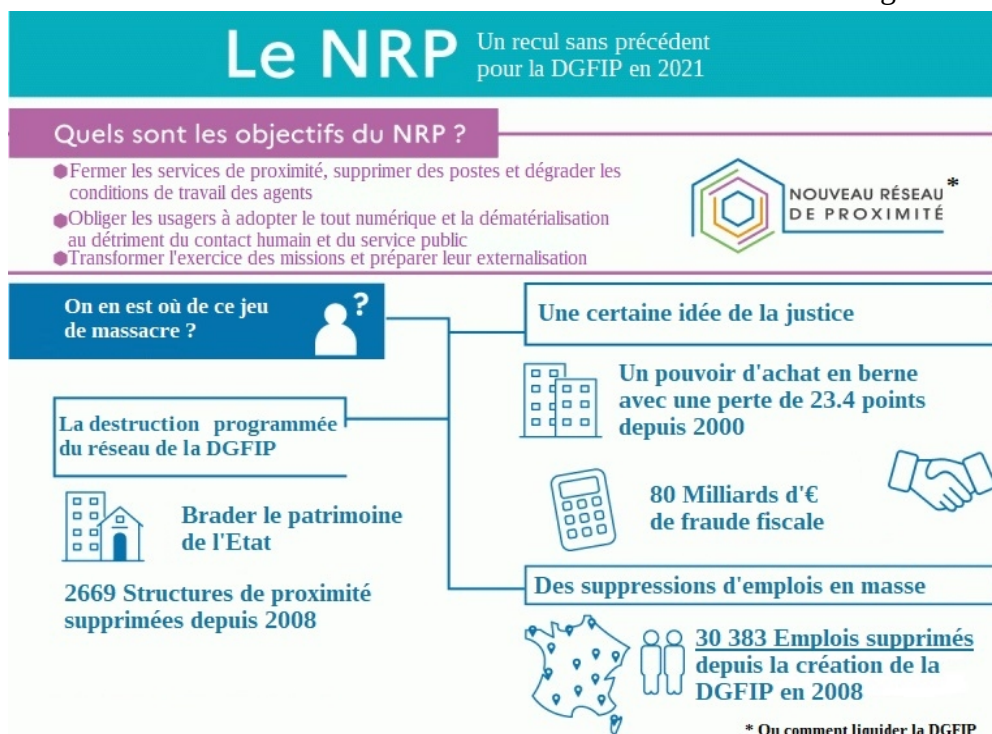 Le NRP
Un recul sans précédent
pour la DGFIP en 2021
Quels sont les objectifs du NRP ?
Fermer les services de proximité, supprimer des postes et dégrader les
conditions de travail des agents
Obliger les usagers à adopter le tout numérique et la dématérialisation
au détriment du contact humain et du service public
Transformer l'exercice des missions et préparer leur externalisation
NOUVEAU RÉSEAU *
DE PROXIMITÉ
On en est où de ce jeu
de massacre ?
?
La destruction programmée
du réseau de la DGFIP
Brader le patrimoine
de l'Etat
2669 Structures de proximité
supprimées depuis 2008
Une certaine idée de la justice
Un pouvoir d'achat en berne
avec une perte de 23.4 points
depuis 2000
80 Milliards d'€
de fraude fiscale
Des suppressions d'emplois en masse
30 383 Emplois supprimés
depuis la création de la
DGFIP en 2008
* Ou comment liquider la DGFIP